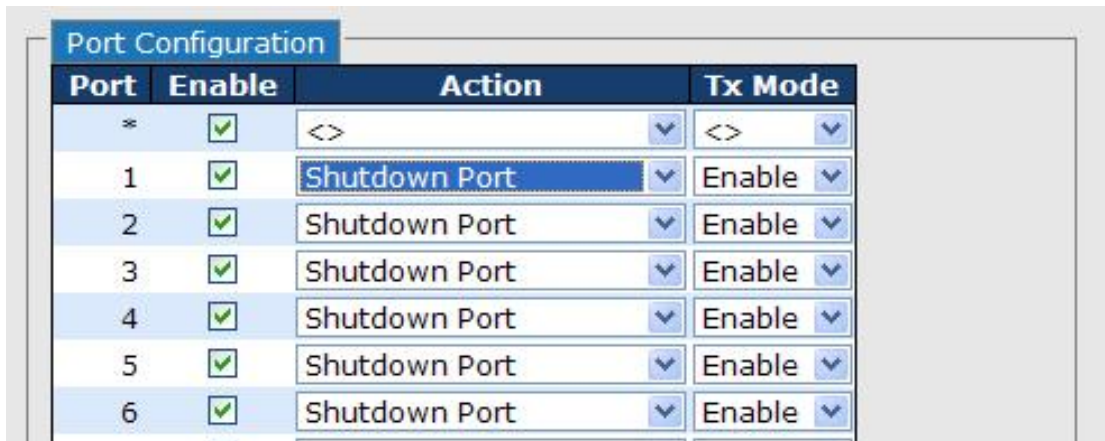 Port Configuration
Port Enable Action Tx Mode
* <> <>
1 Shutdown Port Enable
2 Shutdown Port Enable
3 Shutdown Port Enable
4 Shutdown Port Enable
5 Shutdown Port Enable
6 Shutdown Port Enable